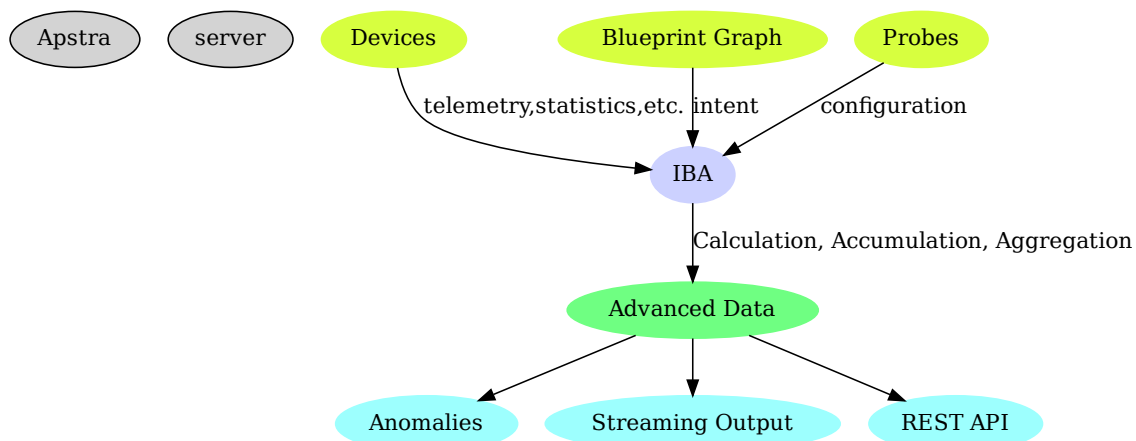 Apstra
server
Devices
Blueprint Graph
Probes
telemetry,statistics,etc.
intent
configuration
IBA
Calculation, Accumulation, Aggregation
Advanced Data
Anomalies
Streaming Output
REST API